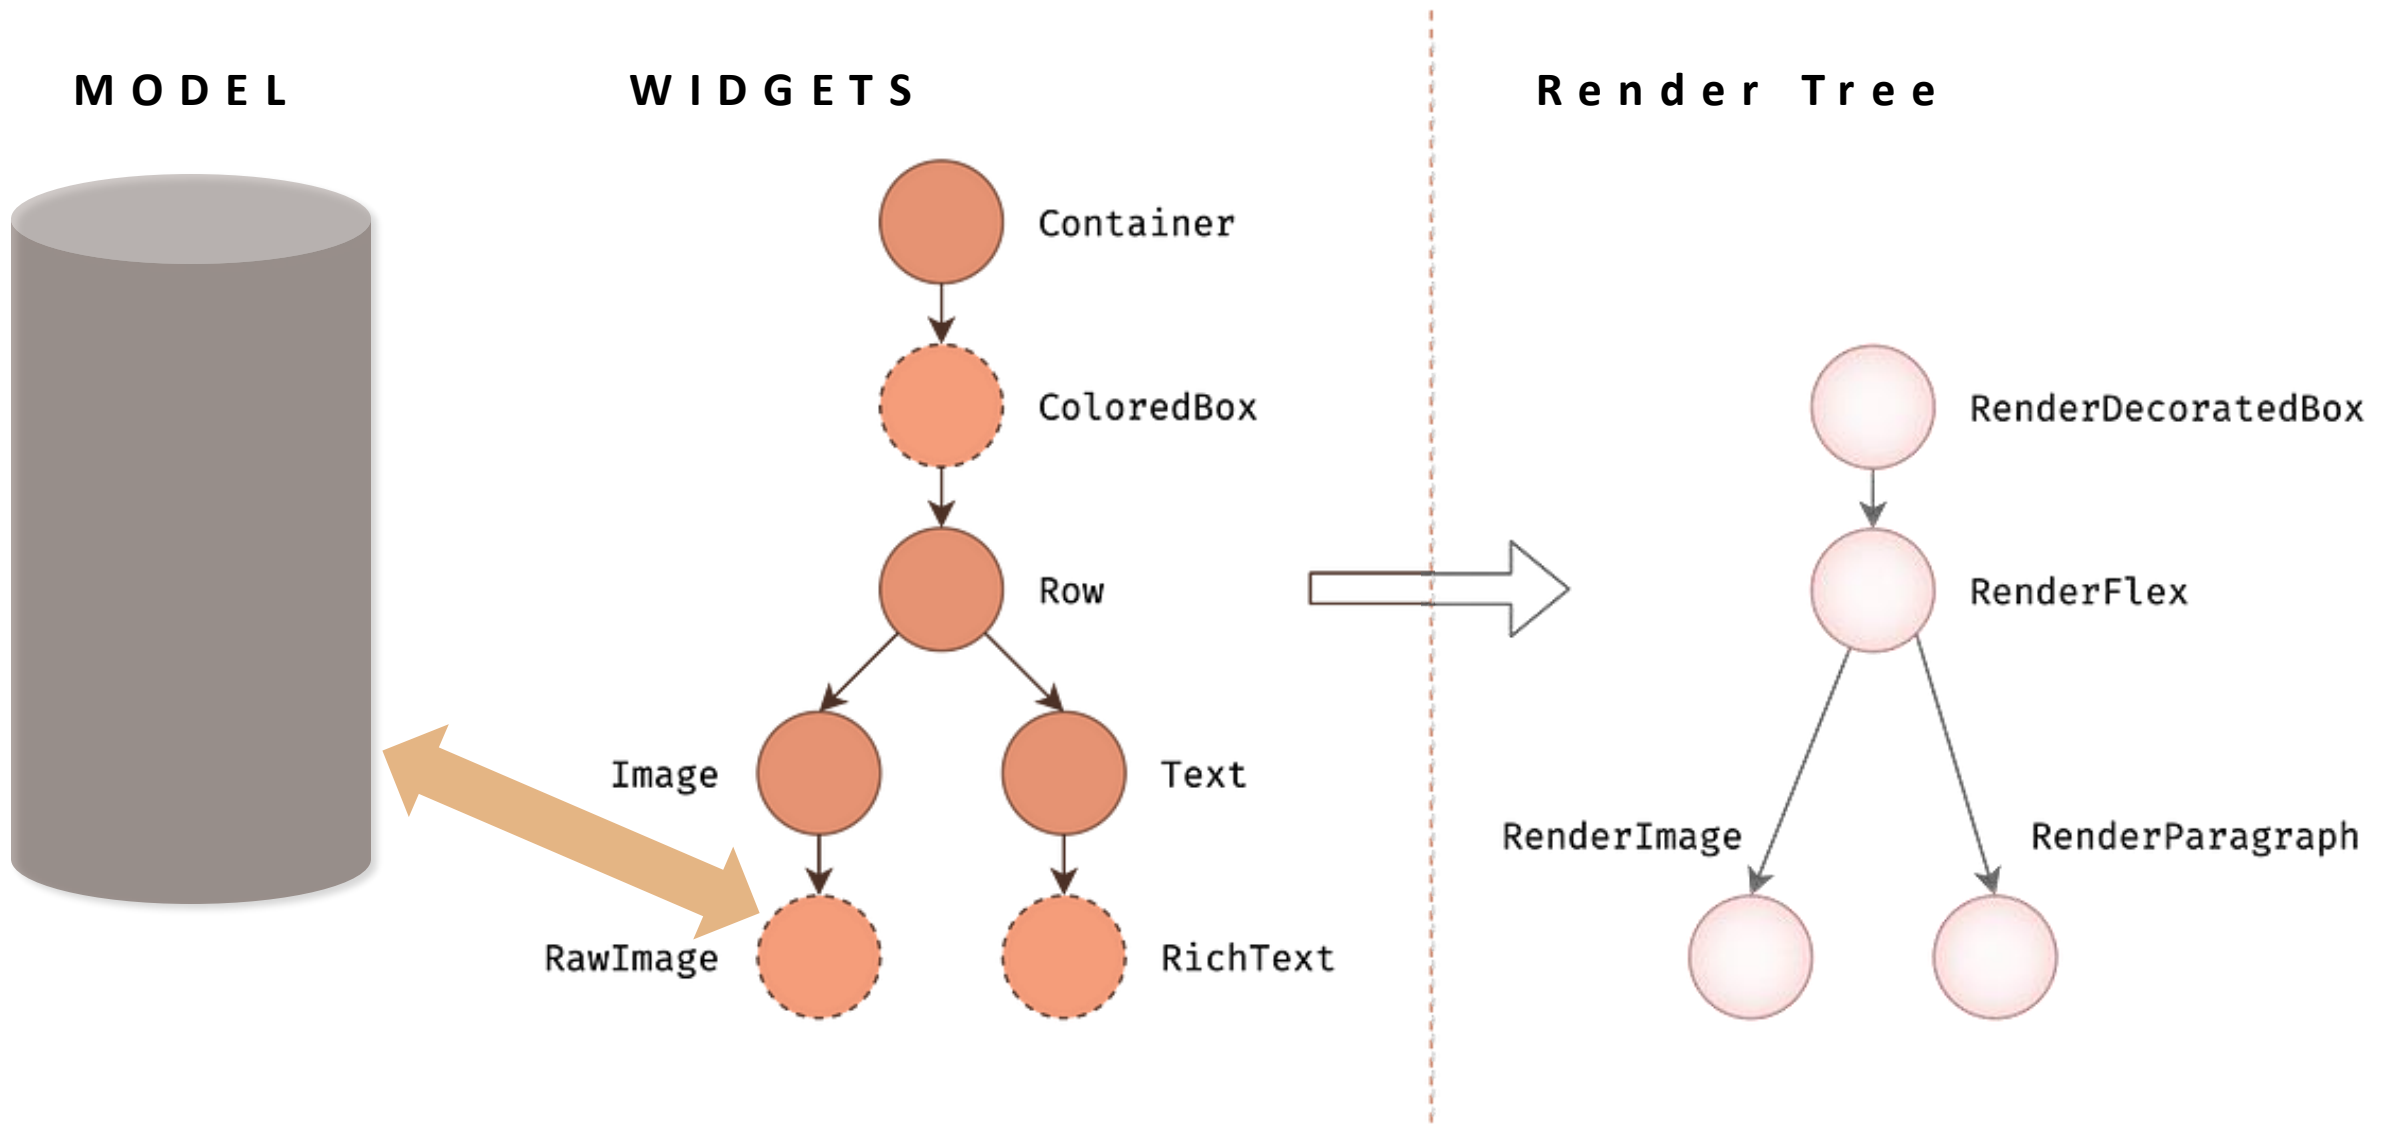 MODEL
WIDGETS
Render Tree
Container
ColoredBox
RenderDecoratedBox
Row
RenderFlex
Image
Text
RenderImage
RenderParagraph
RawImage
RichText